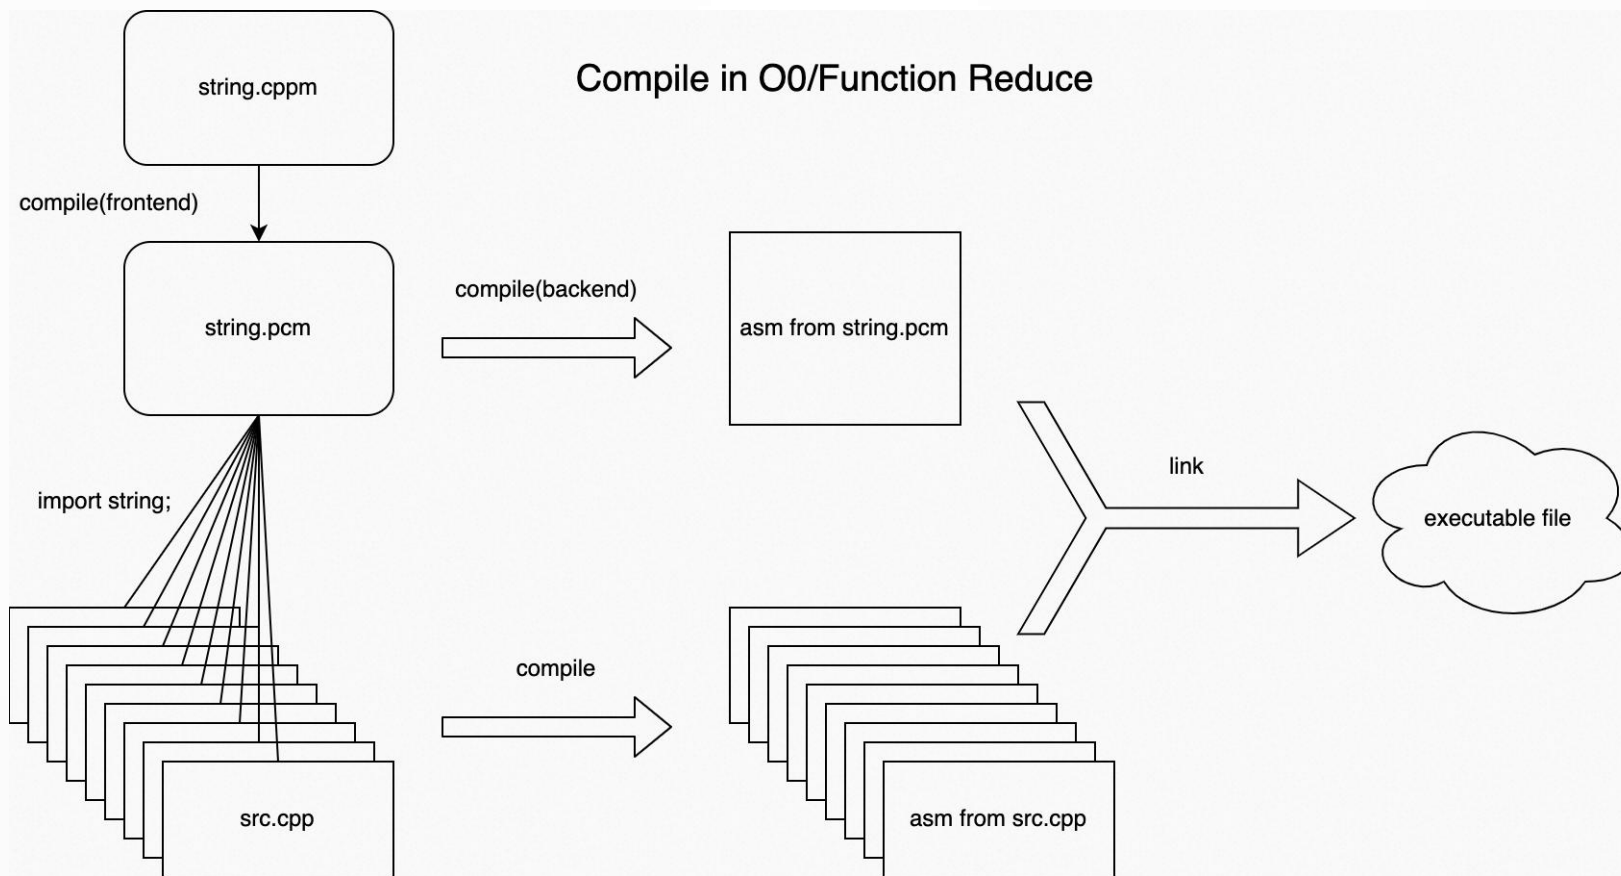 string.cppm
Compile in O0/Function Reduce
compile(frontend)
string.pcm
compile(backend)
asm from string.pcm
import string;
link
executable file
compile
src.cpp
asm from src.cpp